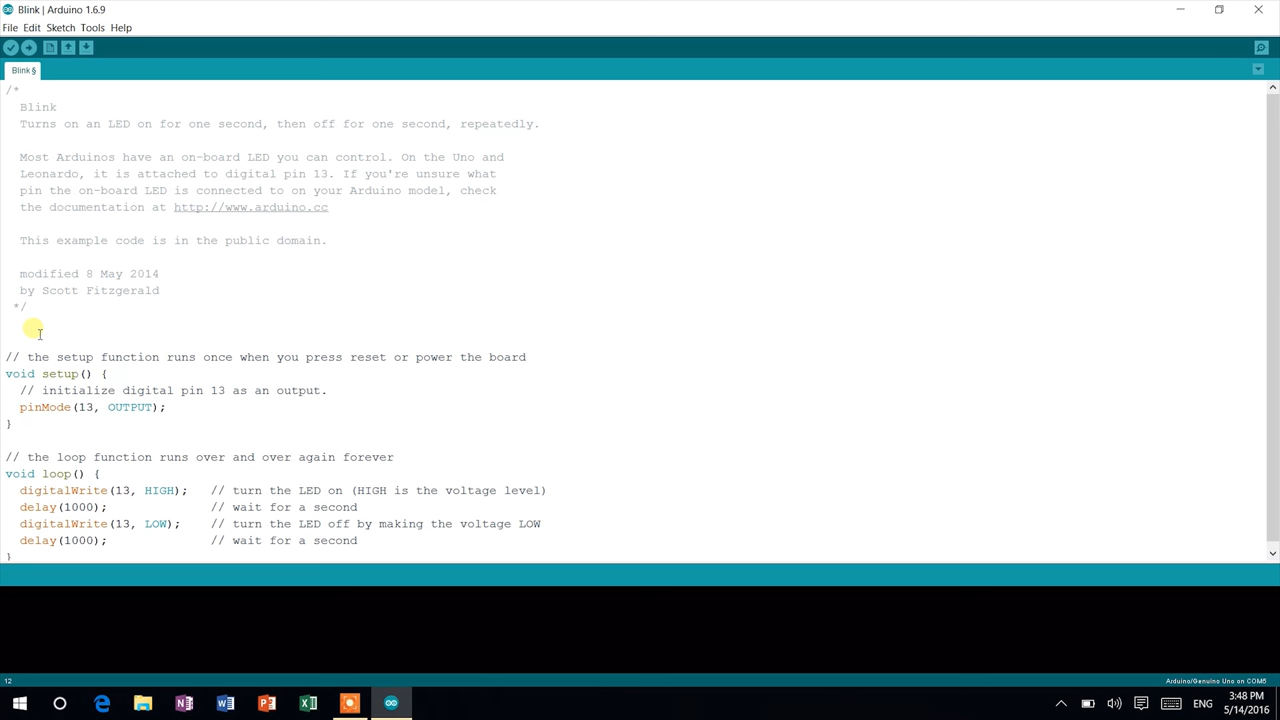 Blink | Arduino 1.6.9
File Edit Sketch Tools Help
Blink §
/*
Blink
Turns on an LED on for one second, then off for one second, repeatedly.
Most Arduinos have an on-board LED you can control. On the Uno and
Leonardo, it is attached to digital pin 13. If you're unsure what
pin the on-board LED is connected to on your Arduino model, check
the documentation at http://www.arduino.cc
This example code is in the public domain.
modified 8 May 2014
by Scott Fitzgerald
*/
// the setup function runs once when you press reset or power the board
void setup() {
// initialize digital pin 13 as an output.
pinMode(13, OUTPUT);
}
// the loop function runs over and over again forever
void loop() {
digitalWrite(13, HIGH);   // turn the LED on (HIGH is the voltage level)
delay(1000);              // wait for a second
digitalWrite(13, LOW);    // turn the LED off by making the voltage LOW
delay(1000);              // wait for a second
}
12
Arduino/Genuino Uno on COM5
ENG
3:48 PM
5/14/2016